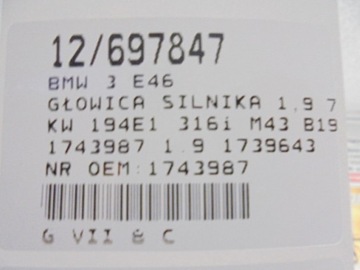 12/697847
BMW 3 E46
GŁOWICA SILNIKA 1,9 7
KW 194E1 316i M43 B19
1743987 1.9 1739643
NR OEM:1743987
G VII 8 C